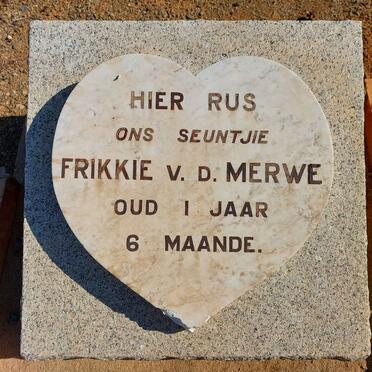 HIER RUS
ONS SEUNTJIE
FRIKKIE V. D. MERWE
OUD 1 JAAR
6 MAANDE.